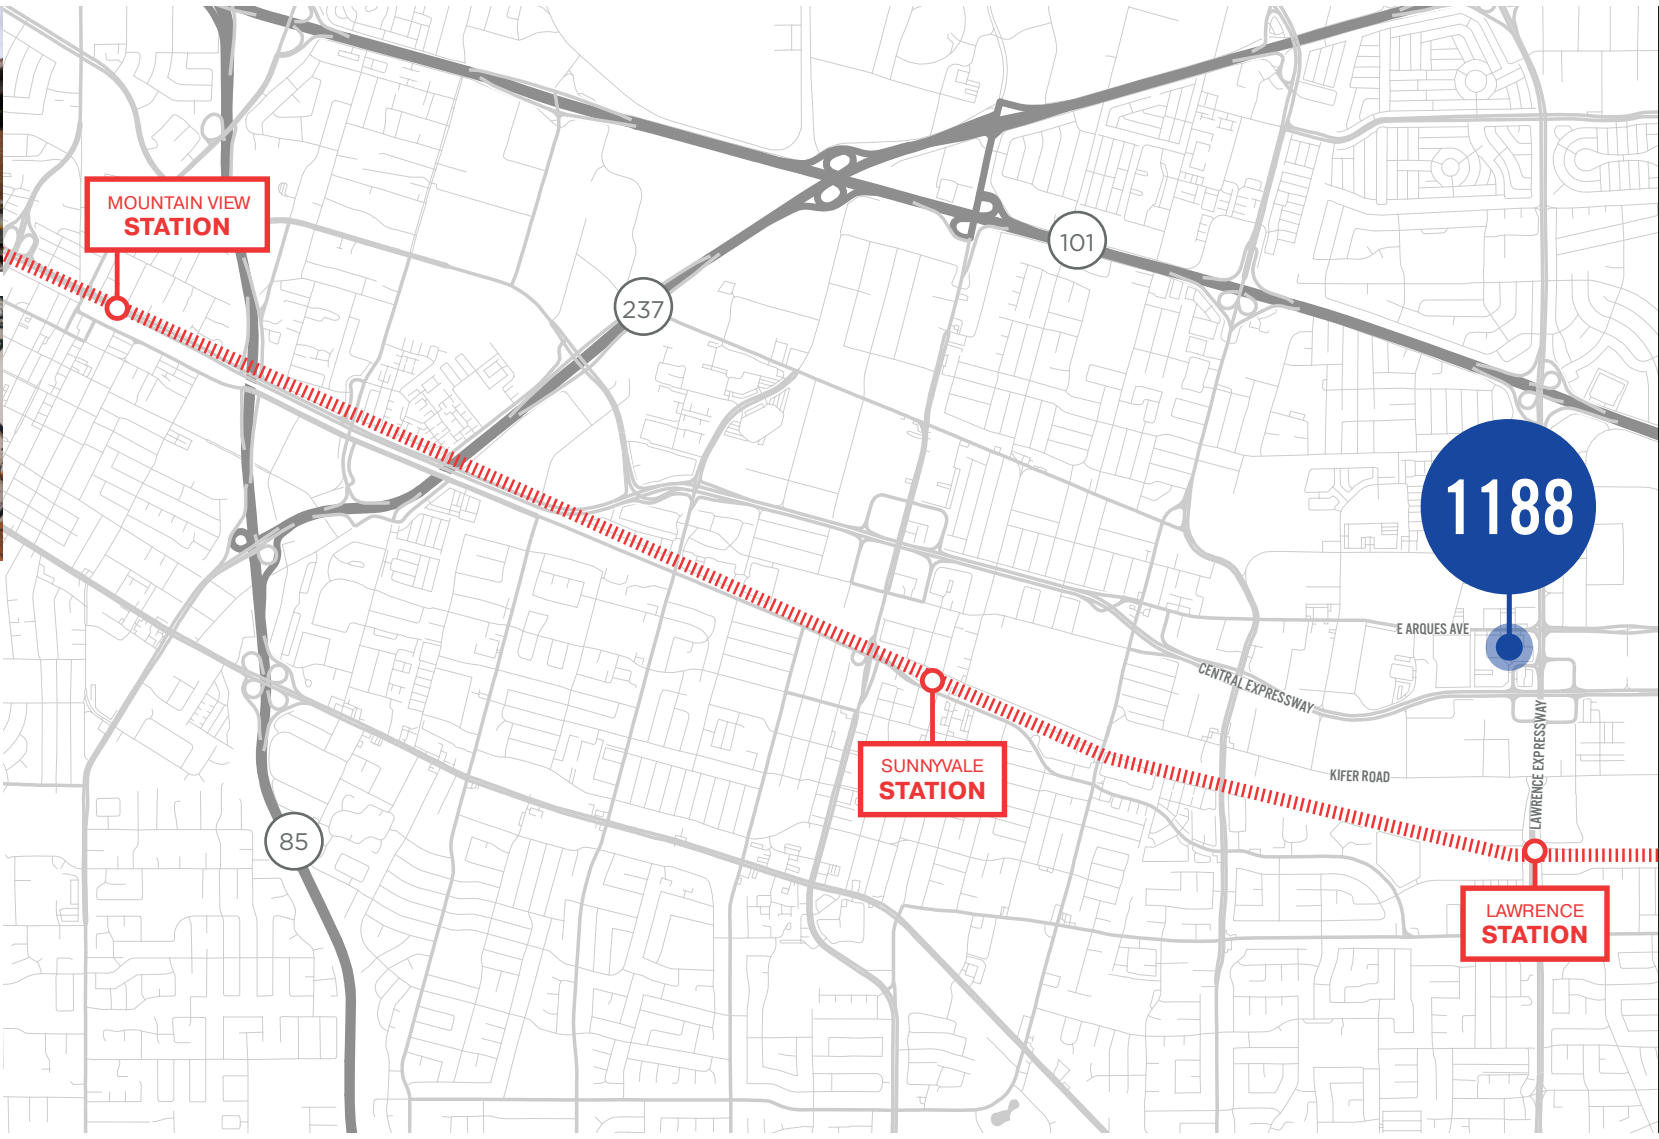 MOUNTAIN VIEW
STATION
101
237
1188
E ARQUES AVE
CENTRAL EXPRESSWAY
LAWRENCE EXPRESSWAY
SUNNYVALE
STATION
KIFER ROAD
85
LAWRENCE
STATION